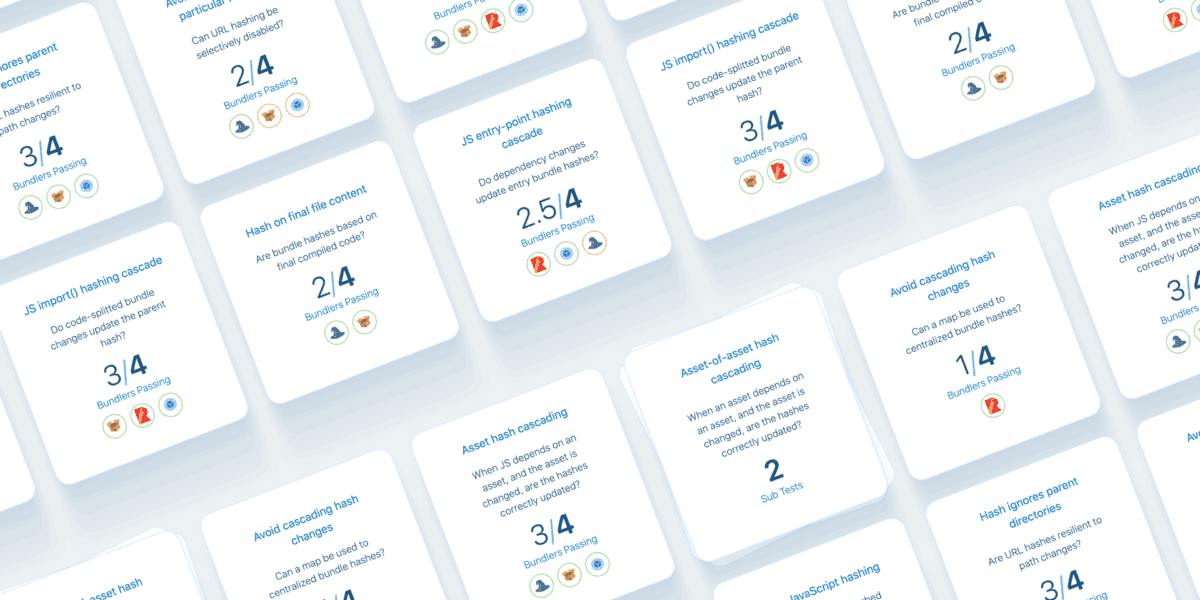 particular p
Can URL hashing be
selectively disabled?
2/4
Bundlers Passing
Bundlers Passing
JS import() hashing cascade
Do code-splitted bundle
changes update the parent
hash?
3/4
Bundlers Passing
Are bundle hashes
final compiled
2/4
Bundlers Passing
nores parent
ectories
L hashes resilient to
path changes?
3/4
Bundlers Passing
Hash on final file content
Are bundle hashes based on
final compiled code?
2/4
Bundlers Passing
JS entry-point hashing
cascade
Do dependency changes
update entry bundle hashes?
2.5/4
Bundlers Passing
Asset hash cascading
When JS depends on
asset, and the asset
changed, are the ha
correctly updated?
3/4
Bundlers
JS import() hashing cascade
Do code-splitted bundle
changes update the parent
hash?
3/4
Bundlers Passing
Asset-of-asset hash
cascading
When an asset depends on
an asset, and the asset is
changed, are the hashes
correctly updated?
2
Sub Tests
Avoid cascading hash
changes
Can a map be used to
centralized bundle hashes?
1/4
Bundlers Passing
asset hash
Avoid cascading hash
changes
Can a map be used to
centralized bundle hashes?
Asset hash cascading
When JS depends on an
asset, and the asset is
changed, are the hashes
correctly updated?
3/4
Bundlers Passing
JavaScript hashing
Hash ignores parent
directories
Are URL hashes resilient to
path changes?
3/4